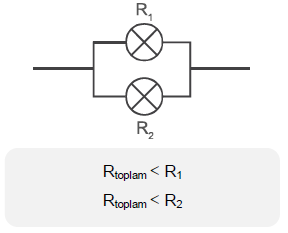 R₁
R₂
Rtoplam < R1
Rtoplam < R2